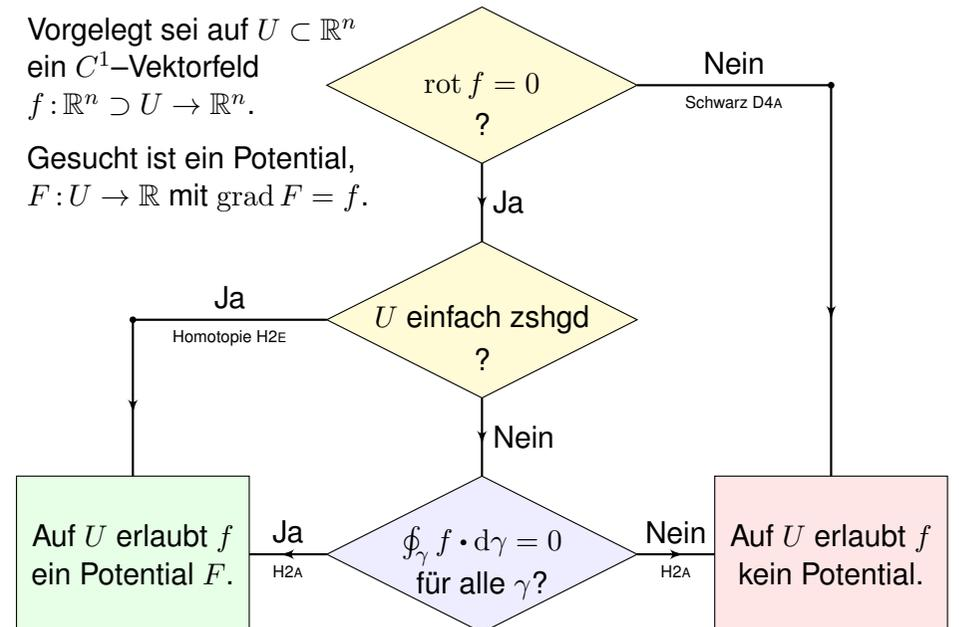 Vorgelegt sei auf U ⊂ ℝⁿ
ein C¹–Vektorfeld
f : ℝⁿ ⊃ U → ℝⁿ.
Gesucht ist ein Potential,
F : U → ℝ mit grad F = f.
rot f = 0
?
Nein
Schwarz D4A
Ja
U einfach zshgd
?
Ja
Homotopie H2E
Nein
∮γ f • dγ = 0
für alle γ?
Ja
H2A
Nein
H2A
Auf U erlaubt f
ein Potential F.
Auf U erlaubt f
kein Potential.